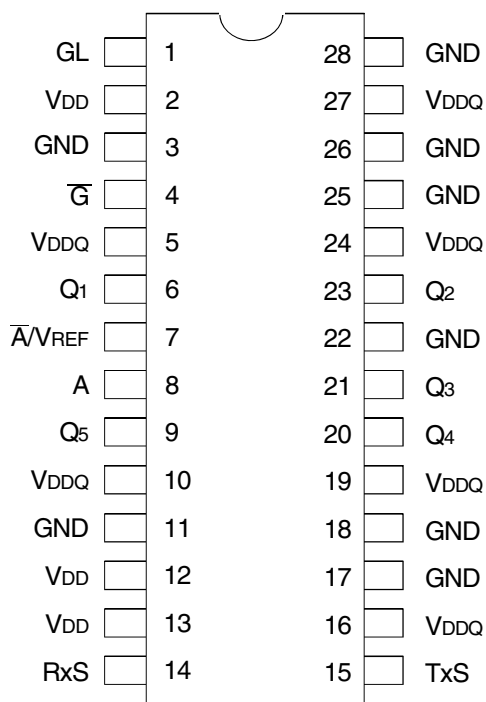 GL 1 28 GND
VDD 2 27 VDDQ
GND 3 26 GND
G̅ 4 25 GND
VDDQ 5 24 VDDQ
Q1 6 23 Q2
A̅/VREF 7 22 GND
A 8 21 Q3
Q5 9 20 Q4
VDDQ 10 19 VDDQ
GND 11 18 GND
VDD 12 17 GND
VDD 13 16 VDDQ
RxS 14 15 TxS